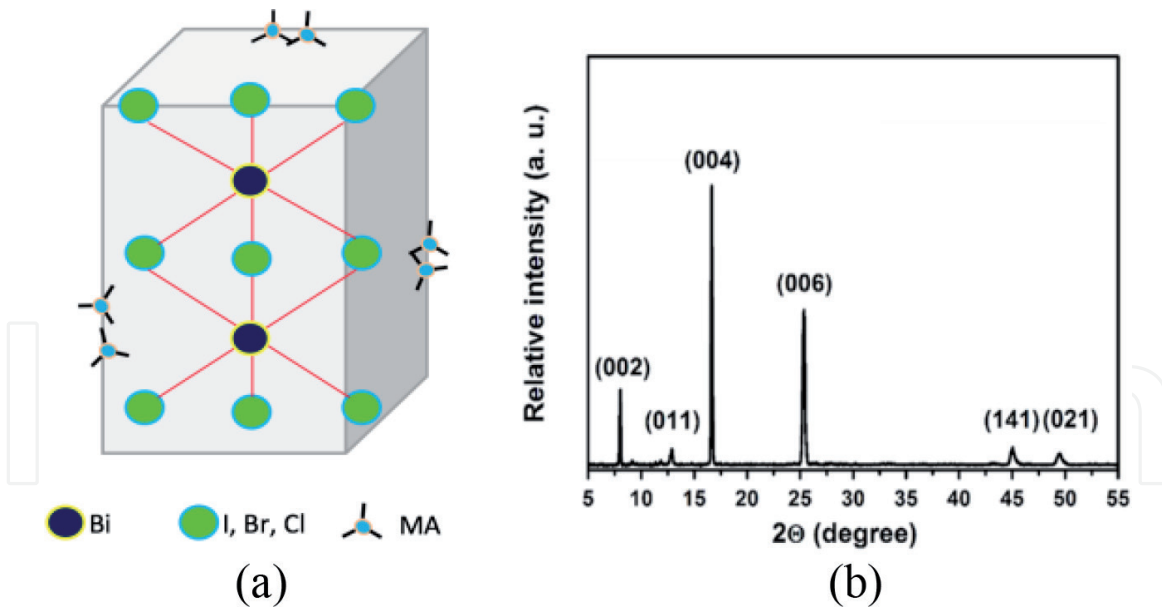 Bi
I, Br, Cl
MA
(a)
Relative intensity (a. u.)
(002)
(011)
(004)
(006)
(141)
(021)
5 10 15 20 25 30 35 40 45 50 55
2Θ (degree)
(b)